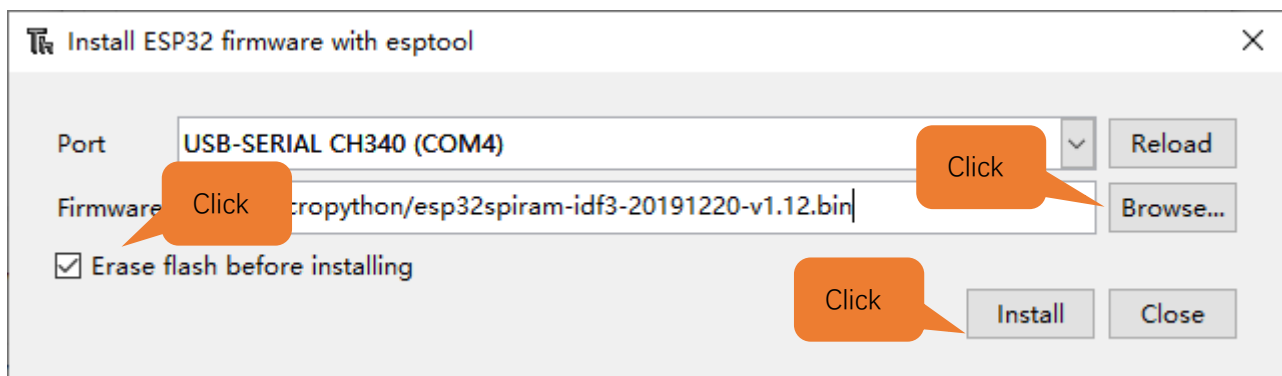 Install ESP32 firmware with esptool
Port USB-SERIAL CH340 (COM4) Reload
Click
Firmware Click cropython/esp32spiram-idf3-20191220-v1.12.bin Browse...
Erase flash before installing
Click
Install Close